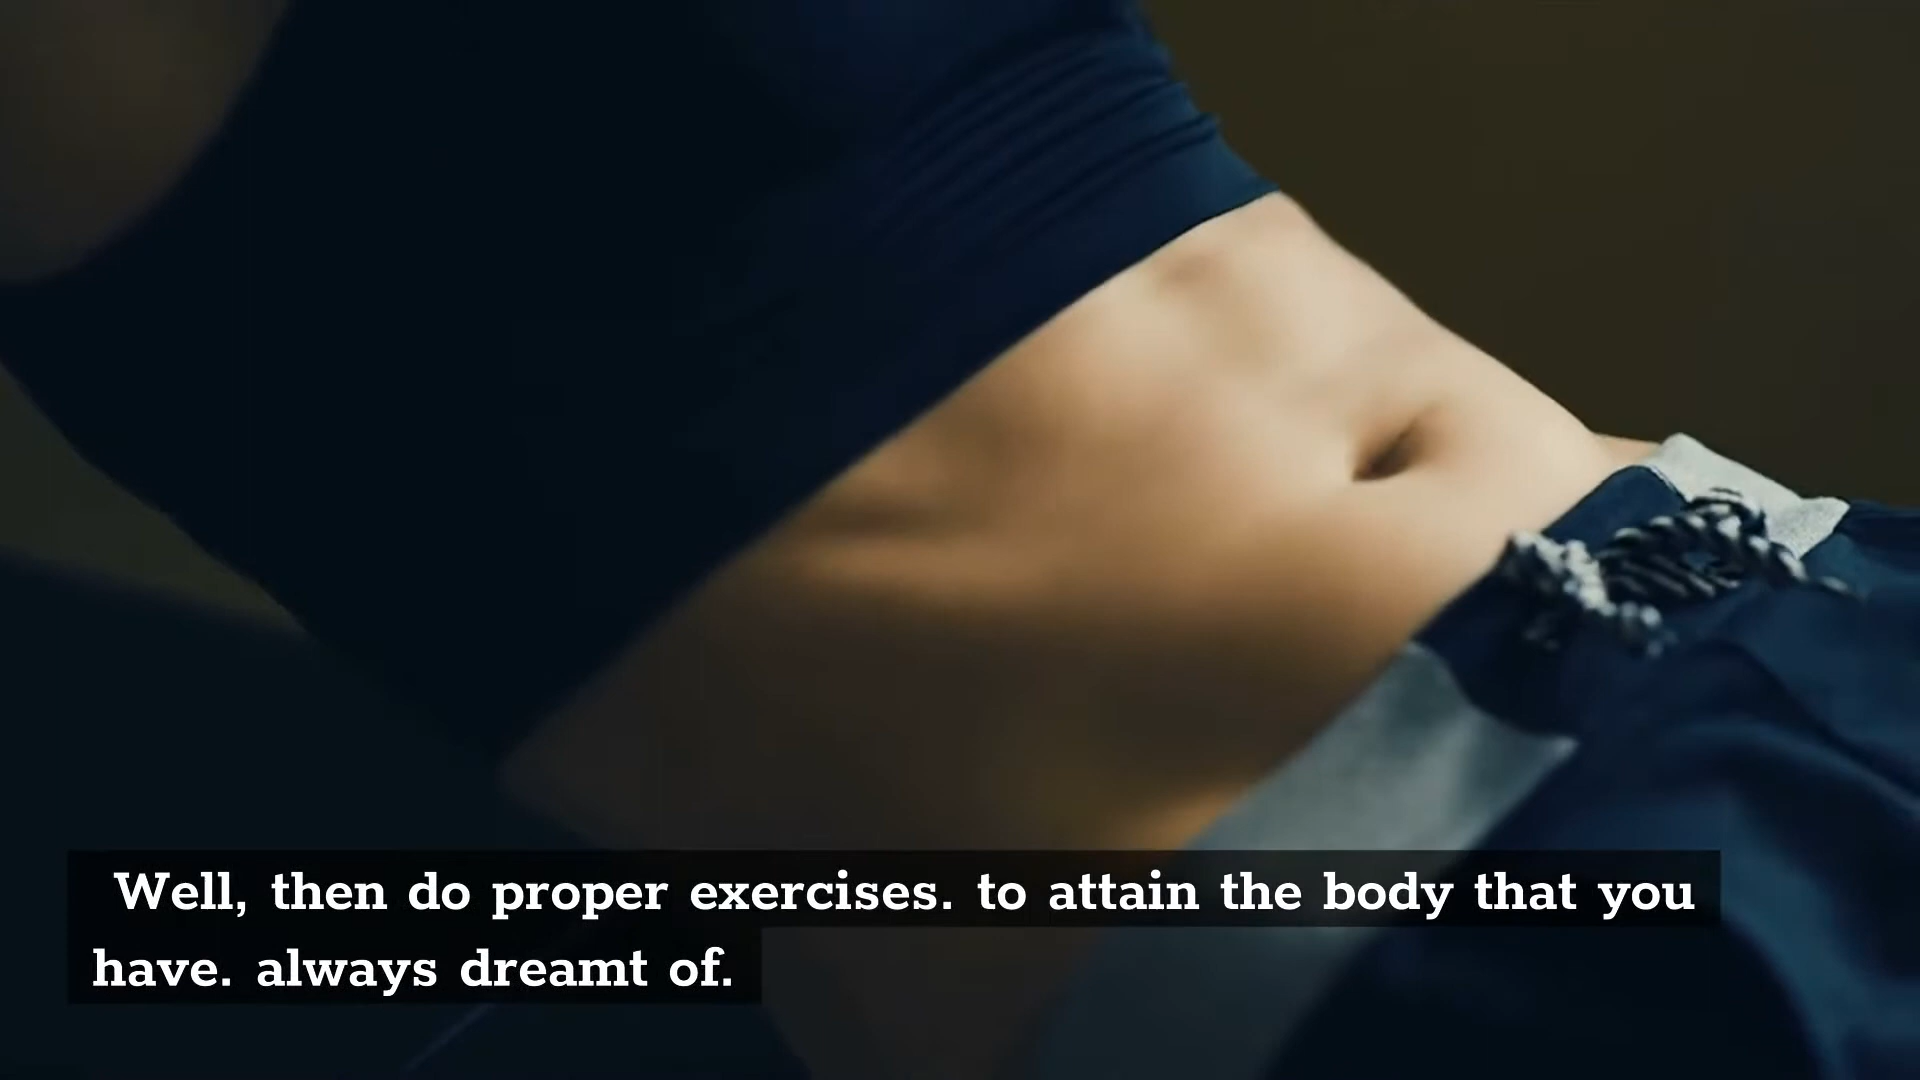 Well, then do proper exercises. to attain the body that you
have. always dreamt of.